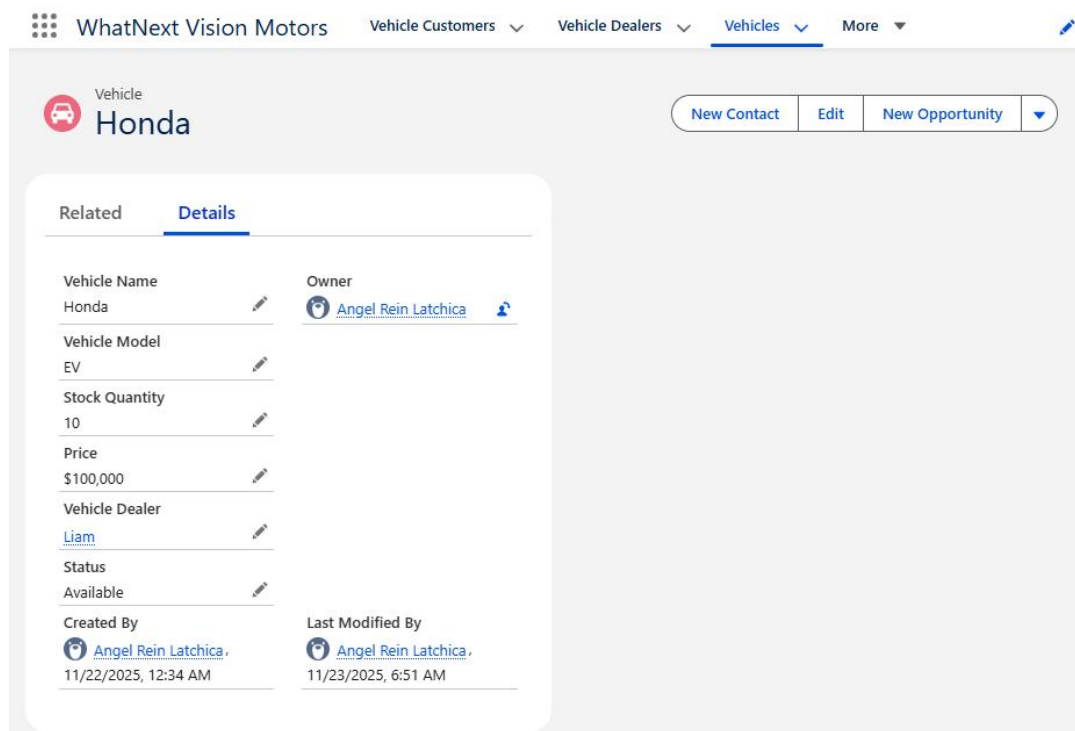 WhatNext Vision Motors Vehicle Customers Vehicle Dealers Vehicles More
Vehicle
Honda
New Contact Edit New Opportunity
Related Details
Vehicle Name Owner
Honda Angel Rein Latchica
Vehicle Model
EV
Stock Quantity
10
Price
$100,000
Vehicle Dealer
Liam
Status
Available
Created By Last Modified By
Angel Rein Latchica, Angel Rein Latchica,
11/22/2025, 12:34 AM 11/23/2025, 6:51 AM